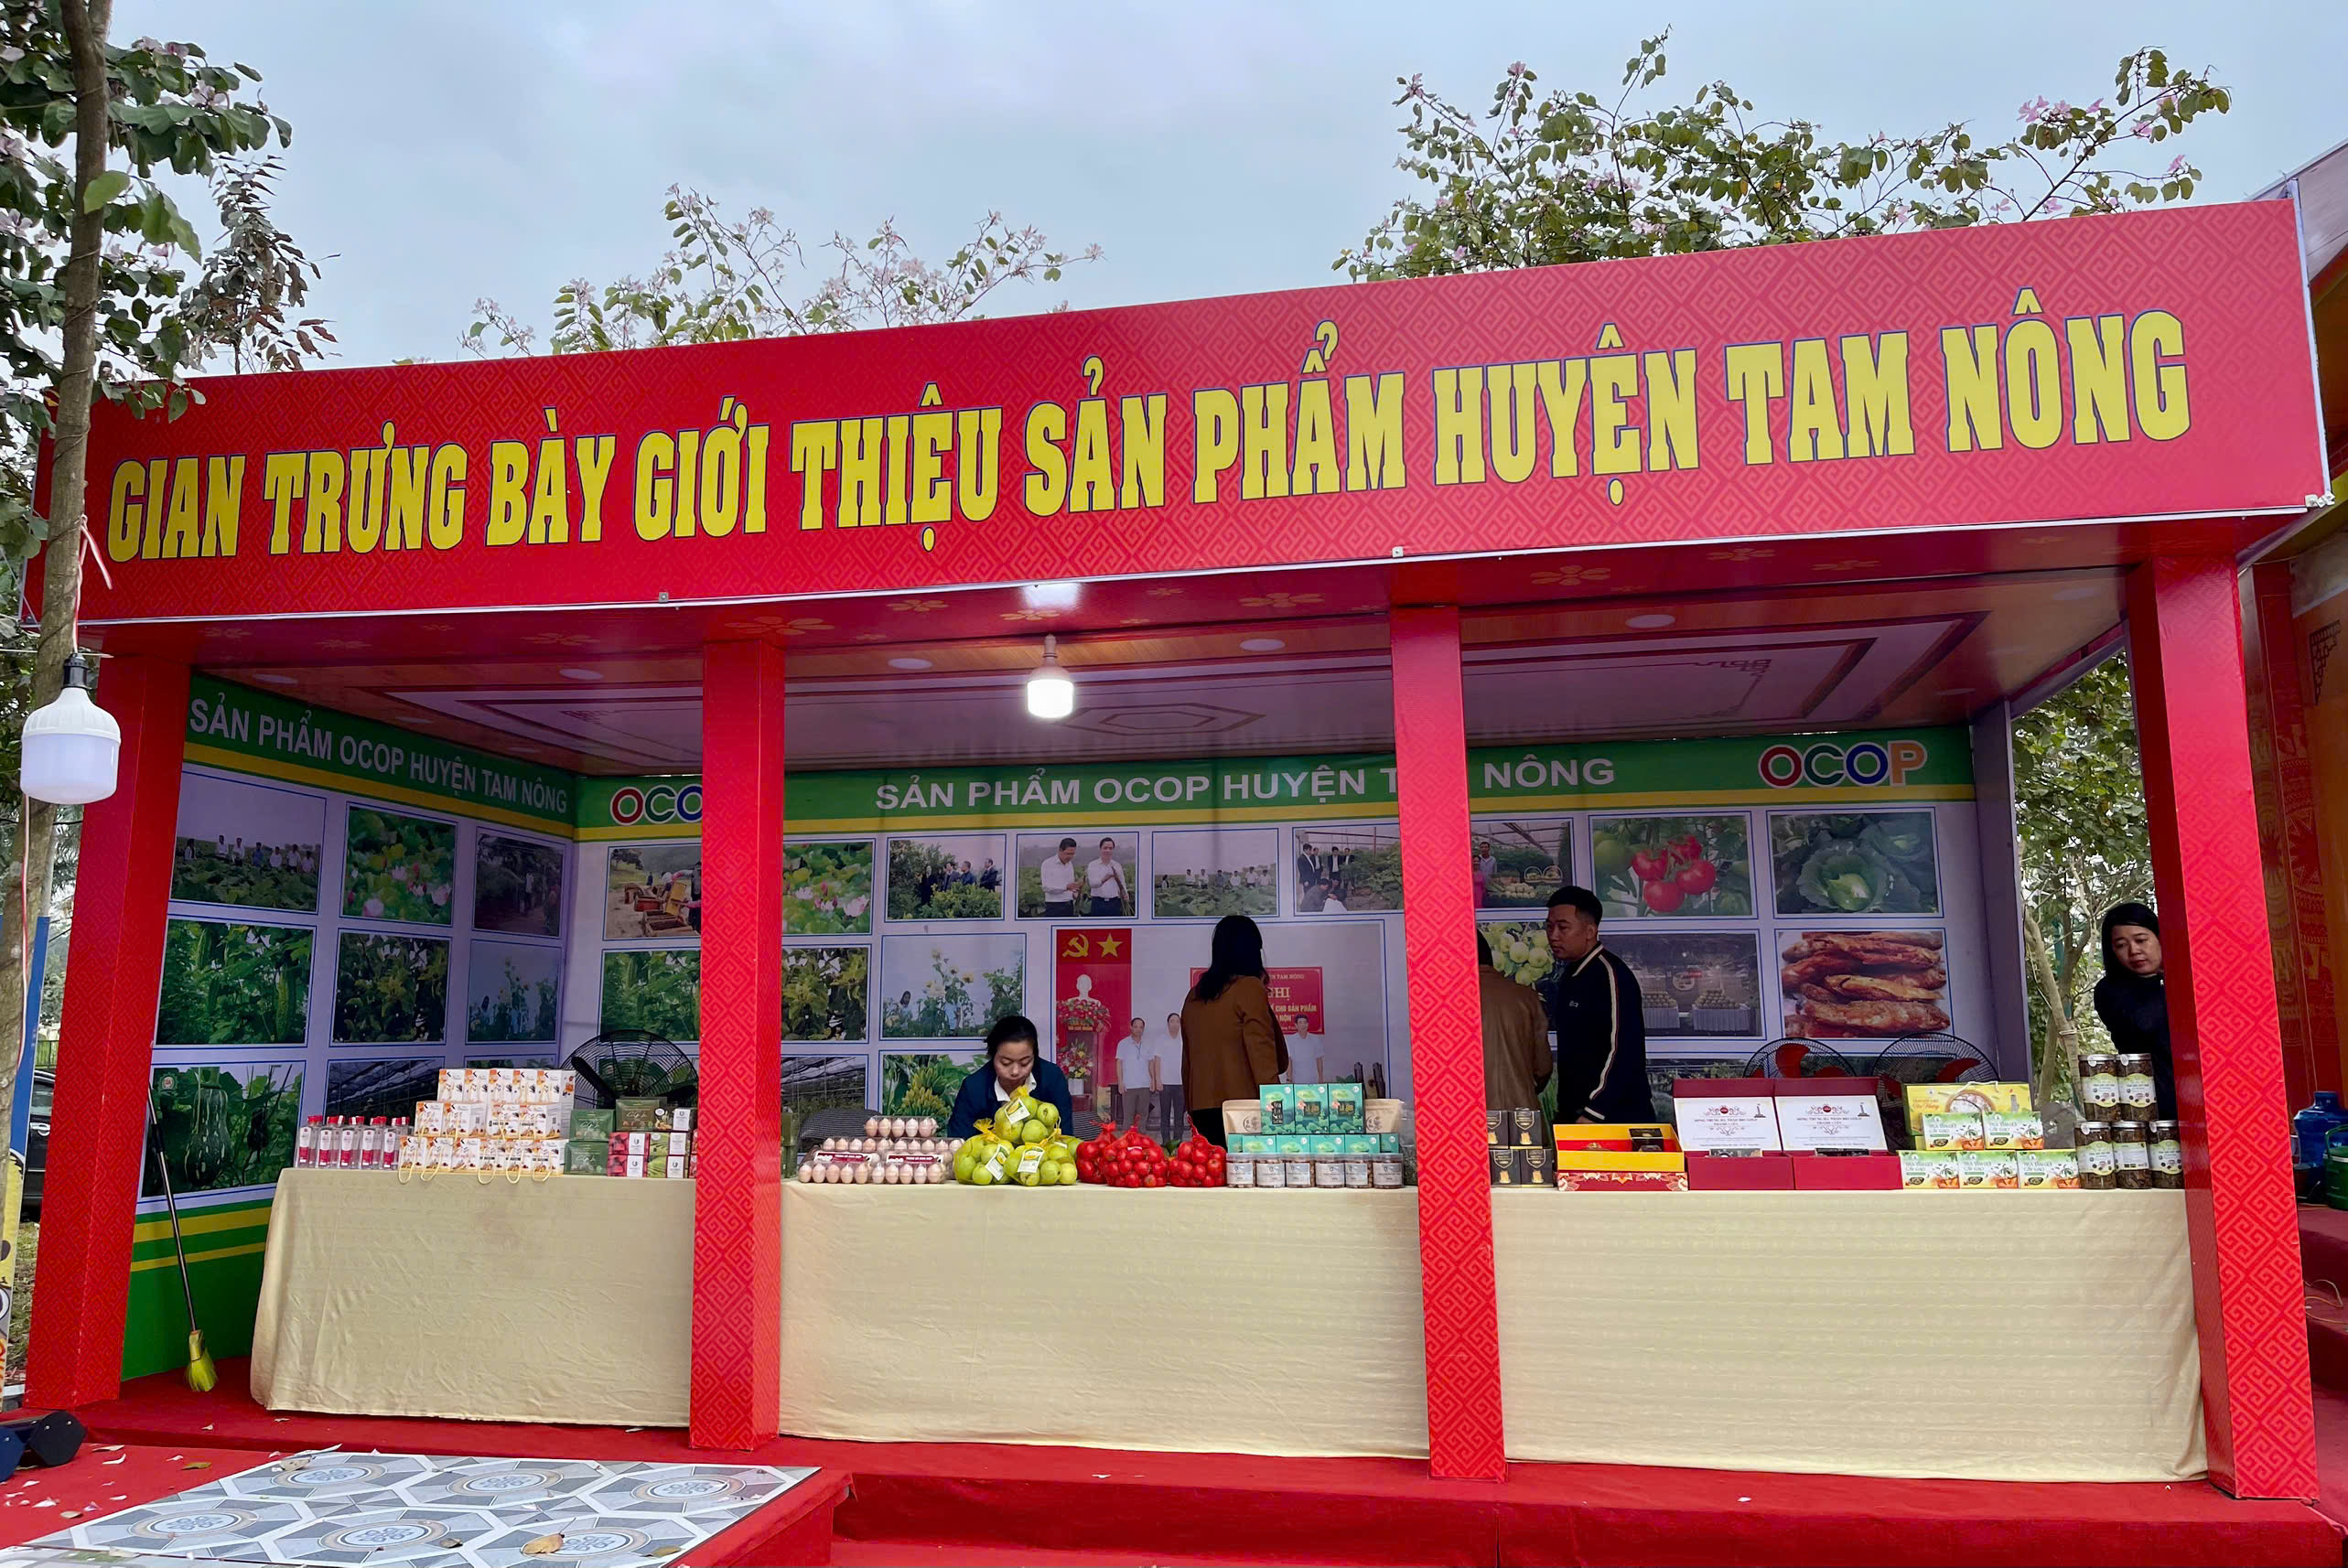 GIAN TRƯNG BÀY GIỚI THIỆU SẢN PHẨM HUYỆN TAM NÔNG
SẢN PHẨM OCOP HUYỆN TAM NÔNG
OCO
SẢN PHẨM OCOP HUYỆN T
NÔNG
OCOP